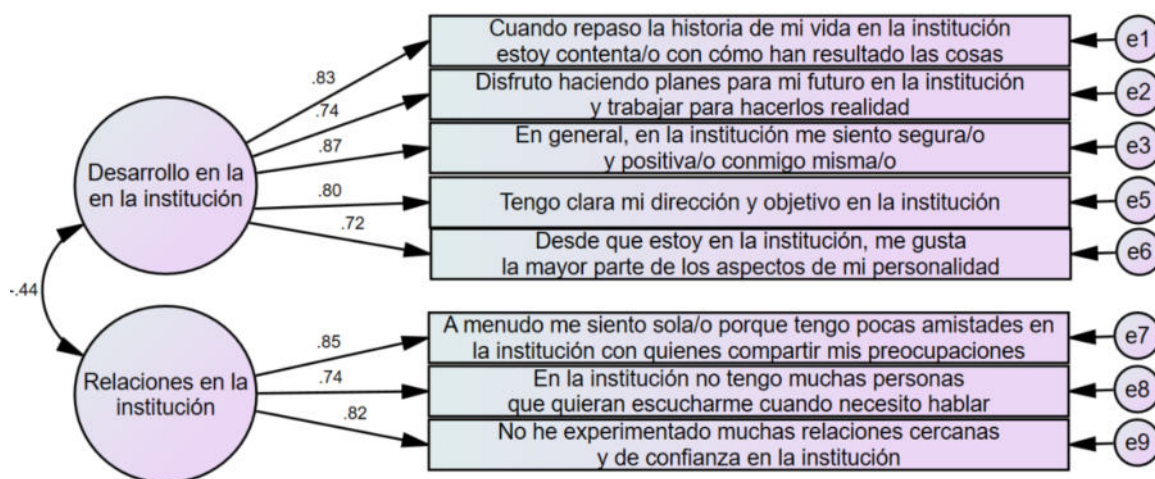 Cuando repaso la historia de mi vida en la institución
estoy contenta/o con cómo han resultado las cosas
e1
.83
Disfruto haciendo planes para mi futuro en la institución
y trabajar para hacerlos realidad
e2
.74
En general, en la institución me siento segura/o
y positiva/o conmigo misma/o
e3
.87
Desarrollo en la
en la institución
Tengo clara mi dirección y objetivo en la institución
e5
.80
Desde que estoy en la institución, me gusta
la mayor parte de los aspectos de mi personalidad
e6
.72
-.44
A menudo me siento sola/o porque tengo pocas amistades en
la institución con quienes compartir mis preocupaciones
e7
.85
Relaciones en la
institución
En la institución no tengo muchas personas
que quieran escucharme cuando necesito hablar
e8
.74
No he experimentado muchas relaciones cercanas
y de confianza en la institución
e9
.82